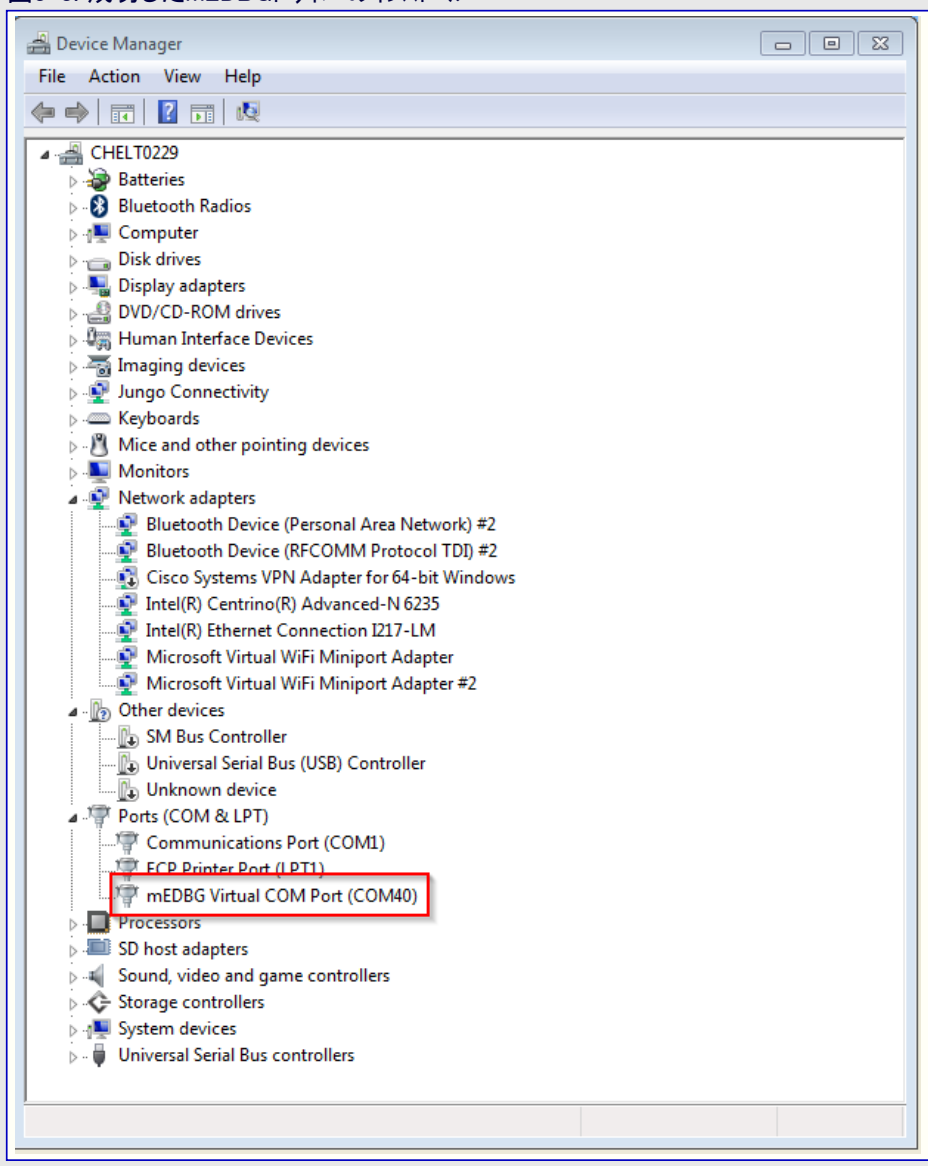 Device Manager
File Action View Help
CHELT0229
Batteries
Bluetooth Radios
Computer
Disk drives
Display adapters
DVD/CD-ROM drives
Human Interface Devices
Imaging devices
Jungo Connectivity
Keyboards
Mice and other pointing devices
Monitors
Network adapters
Bluetooth Device (Personal Area Network) #2
Bluetooth Device (RFCOMM Protocol TDI) #2
Cisco Systems VPN Adapter for 64-bit Windows
Intel(R) Centrino(R) Advanced-N 6235
Intel(R) Ethernet Connection I217-LM
Microsoft Virtual WiFi Miniport Adapter
Microsoft Virtual WiFi Miniport Adapter #2
Other devices
SM Bus Controller
Universal Serial Bus (USB) Controller
Unknown device
Ports (COM & LPT)
Communications Port (COM1)
ECP Printer Port (LPT1)
mEDBG Virtual COM Port (COM40)
Processors
SD host adapters
Sound, video and game controllers
Storage controllers
System devices
Universal Serial Bus controllers